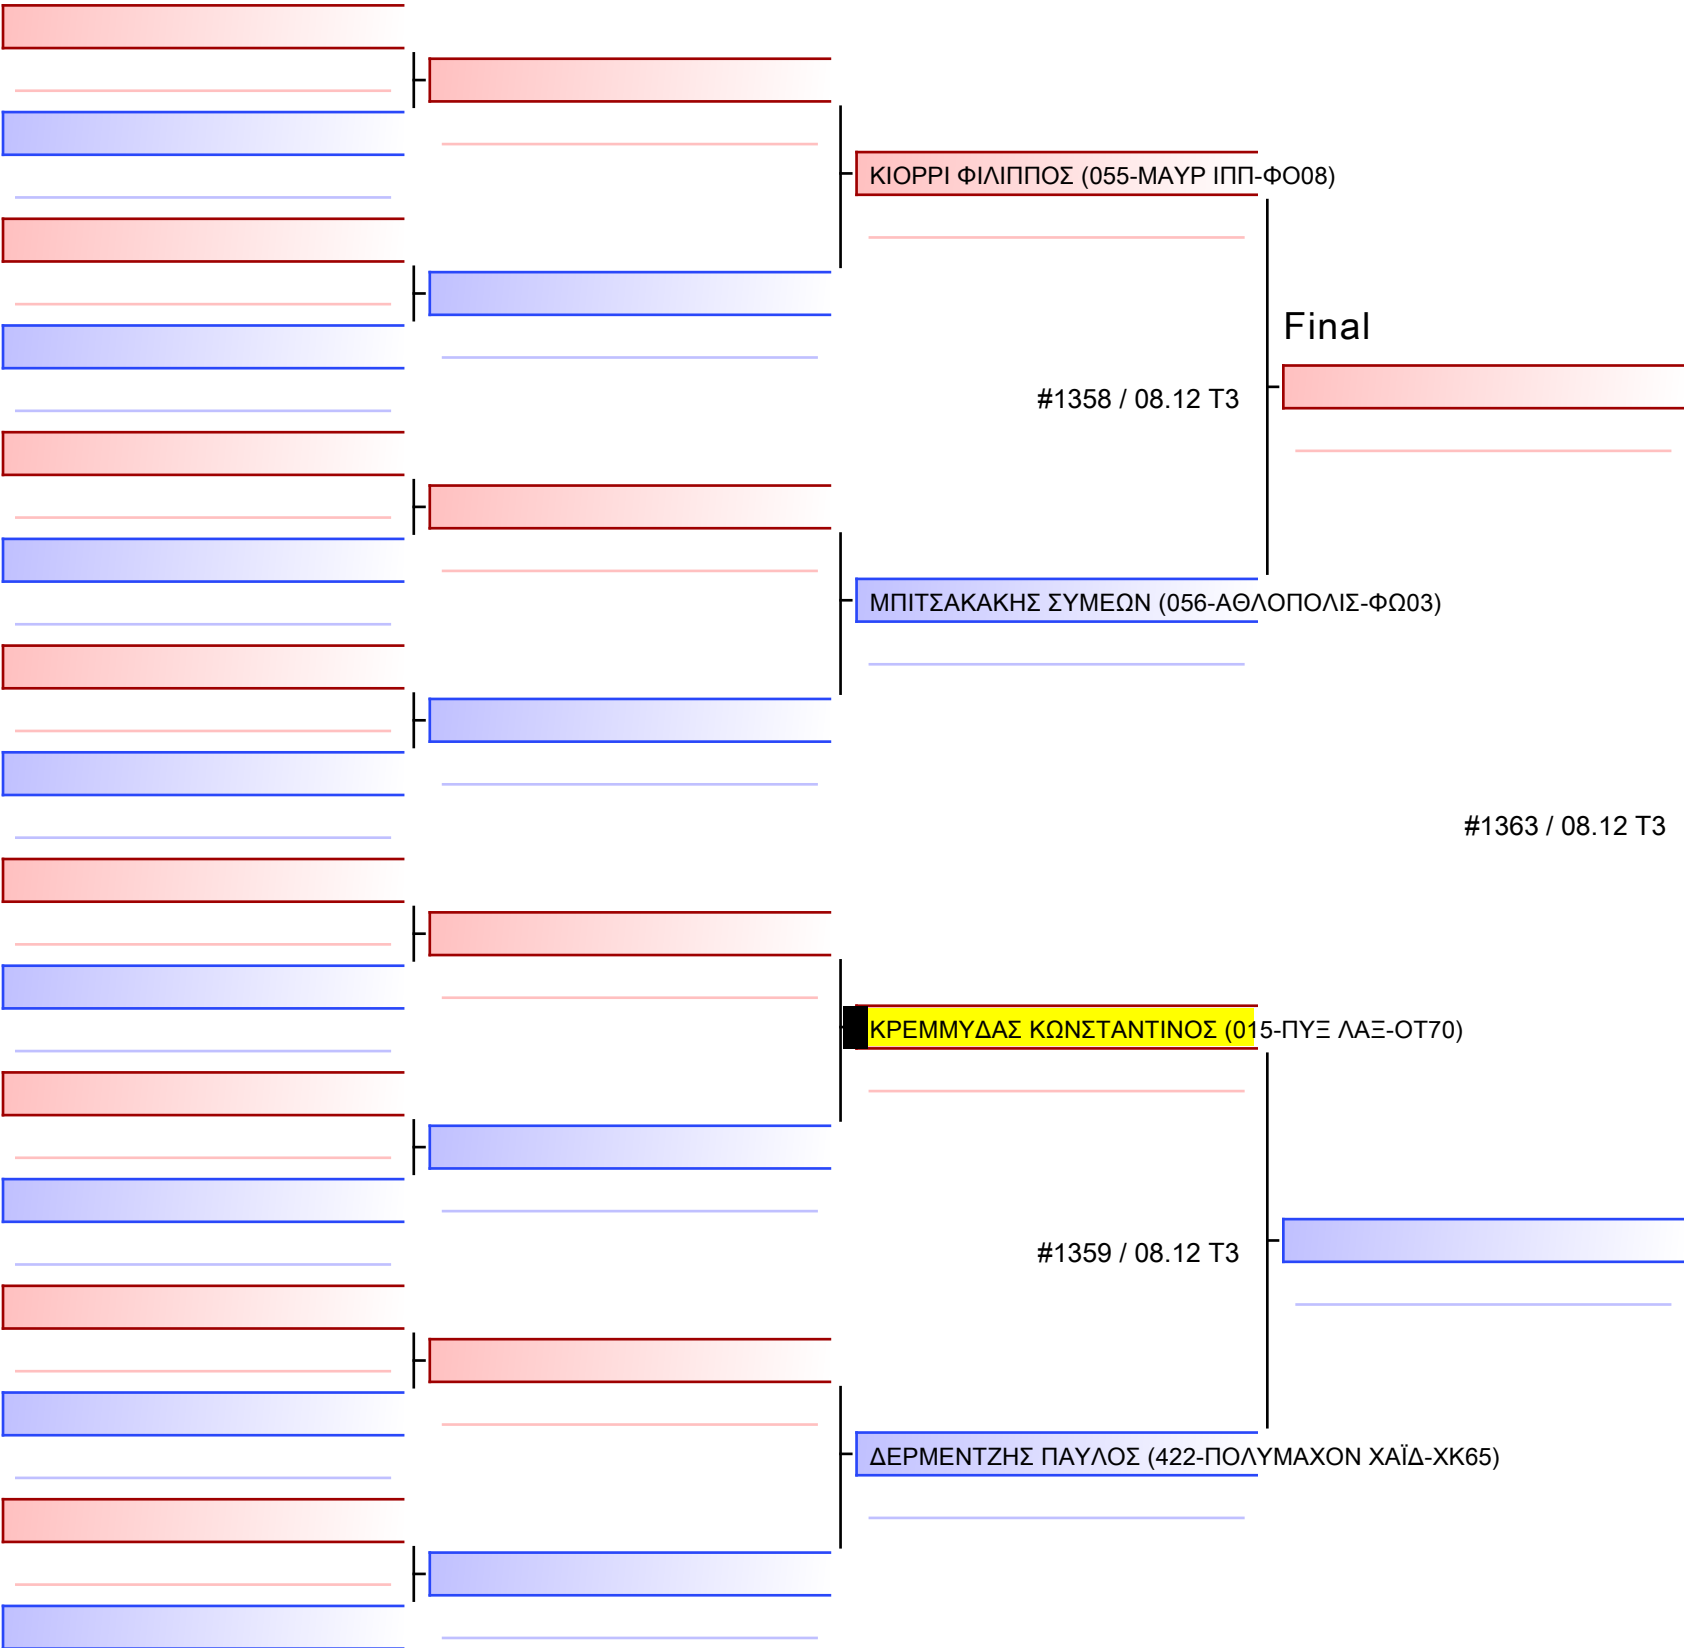 ΚΙΟΡΡΙ ΦΙΛΙΠΠΟΣ (055-ΜΑΥΡ ΙΠΠ-ΦΟ08)
Final
#1358 / 08.12 T3
ΜΠΙΤΣΑΚΑΚΗΣ ΣΥΜΕΩΝ (056-ΑΘΛΟΠΟΛΙΣ-ΦΩ03)
#1363 / 08.12 T3
ΚΡΕΜΜΥΔΑΣ ΚΩΝΣΤΑΝΤΙΝΟΣ (015-ΠΥΞ ΛΑΞ-ΟΤ70)
#1359 / 08.12 T3
ΔΕΡΜΕΝΤΖΗΣ ΠΑΥΛΟΣ (422-ΠΟΛΥΜΑΧΟΝ ΧΑΪΔ-ΧΚ65)